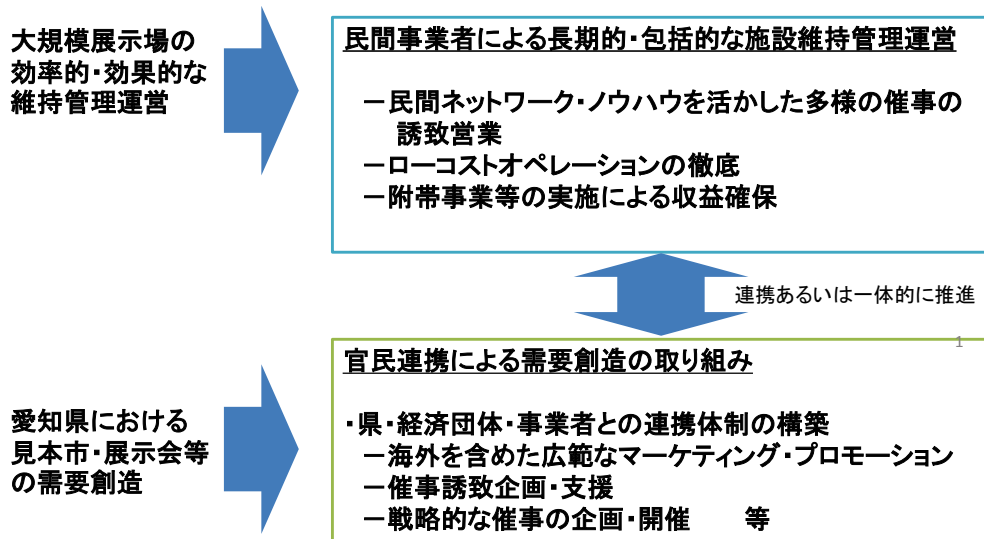 大規模展示場の
効率的・効果的な
維持管理運営
民間事業者による長期的・包括的な施設維持管理運営
－民間ネットワーク・ノウハウを活かした多様の催事の
誘致営業
－ローコストオペレーションの徹底
－附帯事業等の実施による収益確保
連携あるいは一体的に推進
1
愛知県における
見本市・展示会等
の需要創造
官民連携による需要創造の取り組み
・県・経済団体・事業者との連携体制の構築
－海外を含めた広範なマーケティング・プロモーション
－催事誘致企画・支援
－戦略的な催事の企画・開催　　等